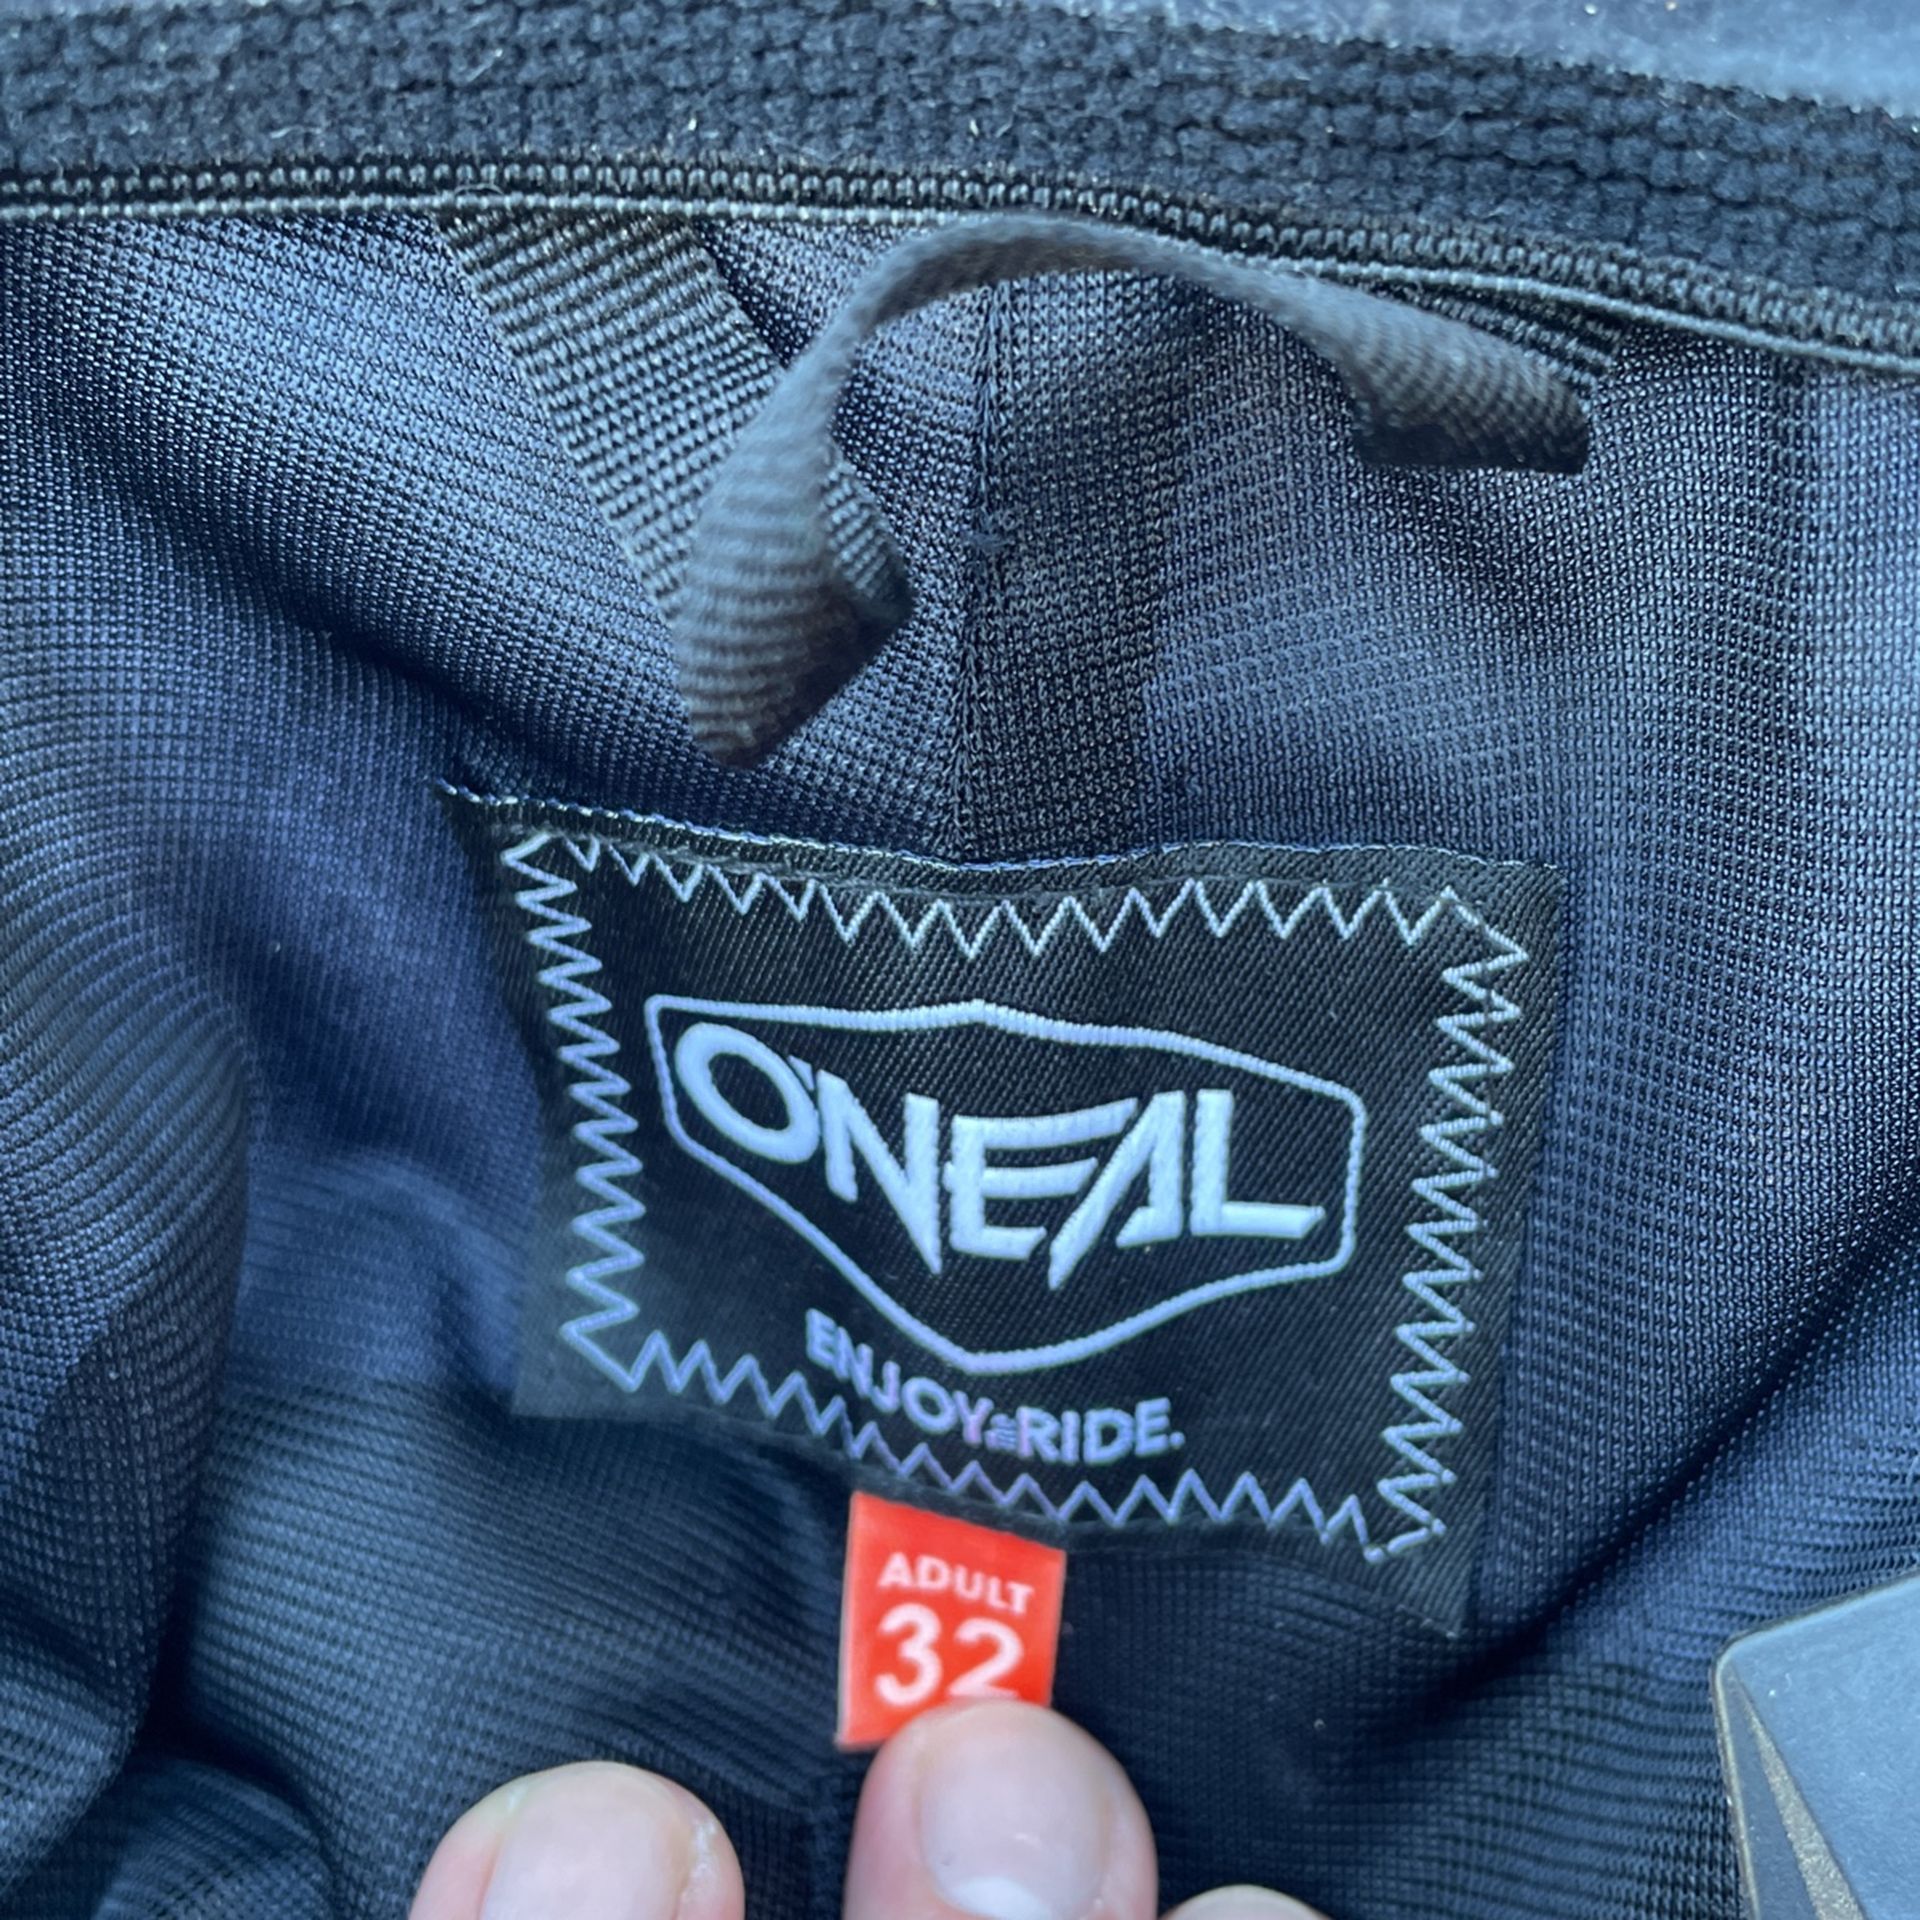 O'NEAL
ENJOY THE RIDE.
ADULT
32